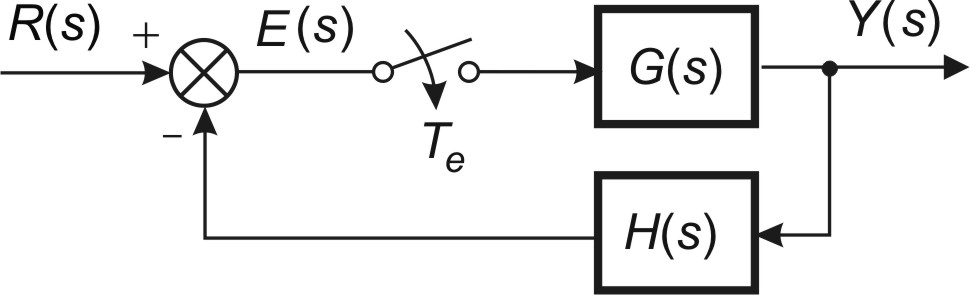 R(s)
+
E(s)
G(s)
Y(s)
−
T_e
H(s)